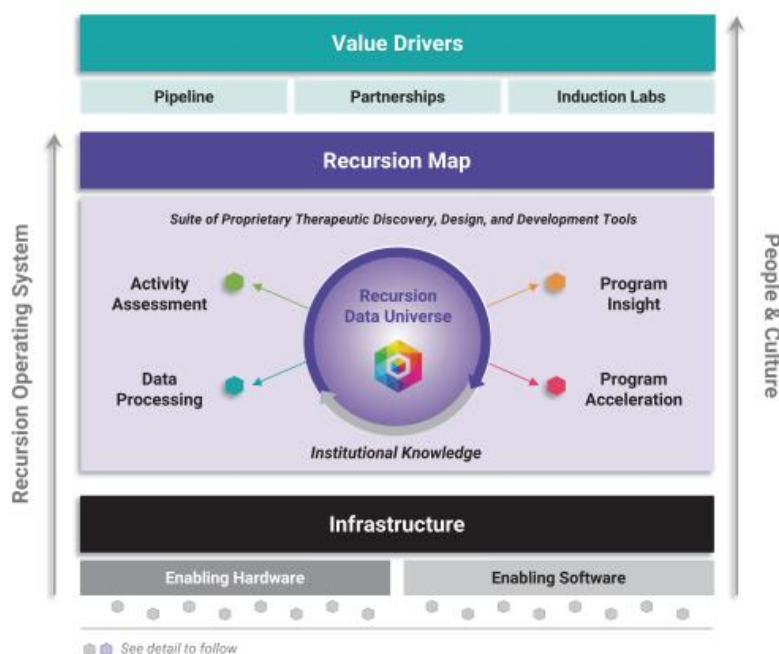 Value Drivers
Pipeline
Partnerships
Induction Labs
Recursion Map
Suite of Proprietary Therapeutic Discovery, Design, and Development Tools
Activity
Assessment
Recursion
Data Universe
Program
Insight
Data
Processing
Program
Acceleration
Institutional Knowledge
Infrastructure
Enabling Hardware
Enabling Software
See detail to follow
Recursion Operating System
People & Culture